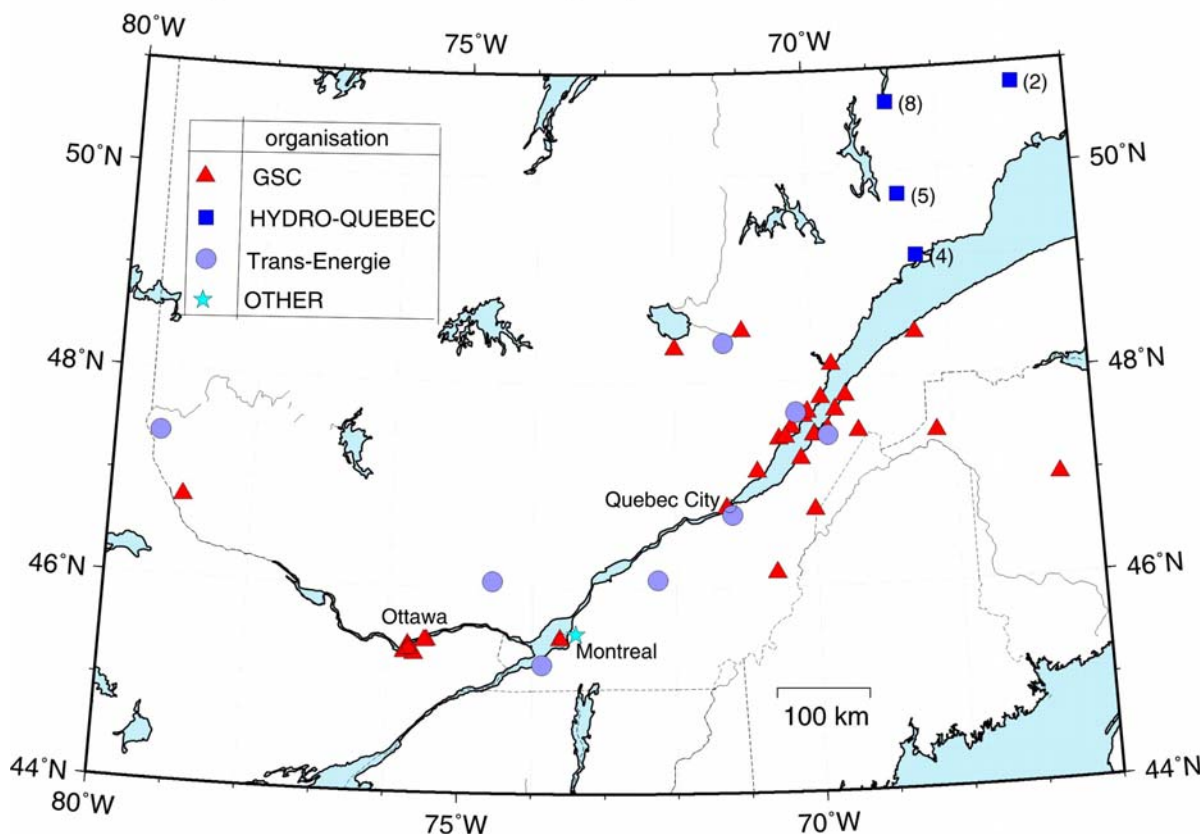 80°W
75°W
70°W
(2)
(8)
organisation
50°N
50°N
GSC
(5)
HYDRO-QUEBEC
(4)
Trans-Energie
OTHER
48°N
48°N
Quebec City
46°N
46°N
Ottawa
Montreal
100 km
44°N
44°N
80°W
75°W
70°W